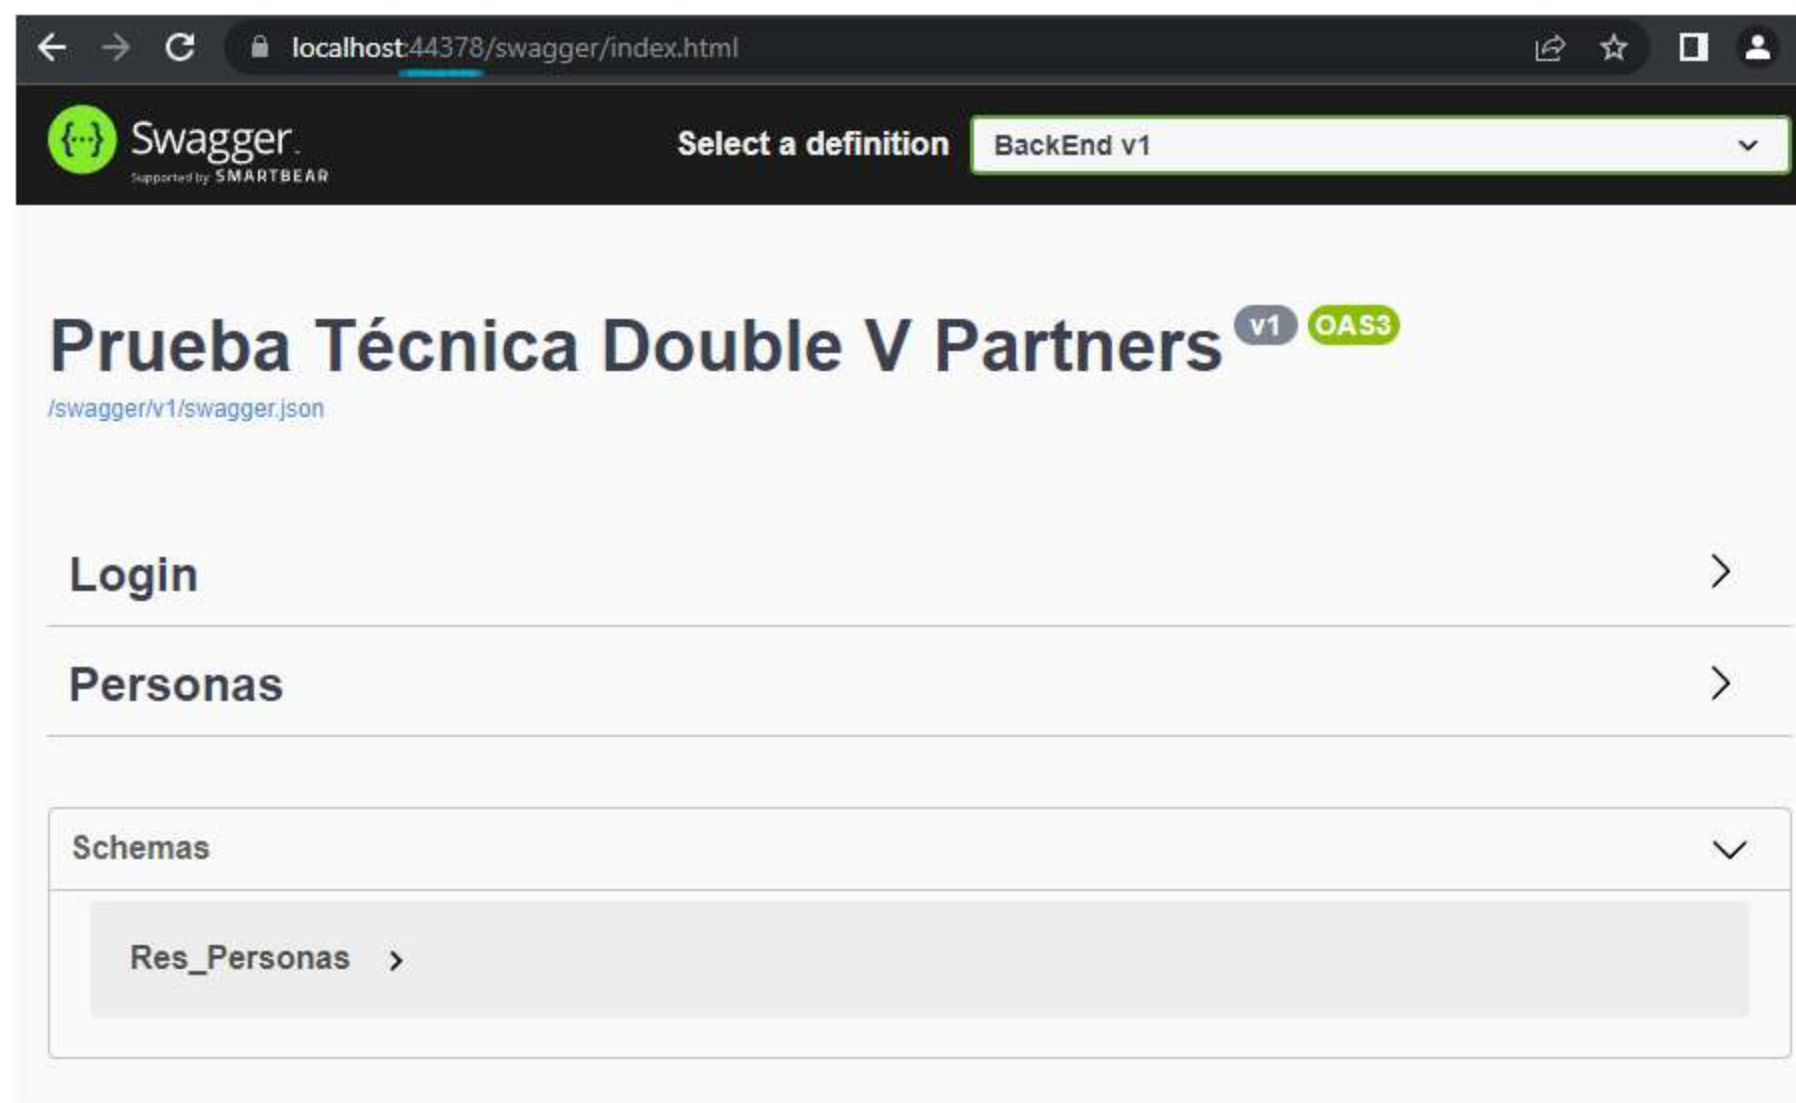 localhost:44378/swagger/index.html
{...} Swagger.
Supported by SMARTBEAR
Select a definition BackEnd v1
Prueba Técnica Double V Partners v1 OAS3
/swagger/v1/swagger.json
Login
Personas
Schemas
Res_Personas